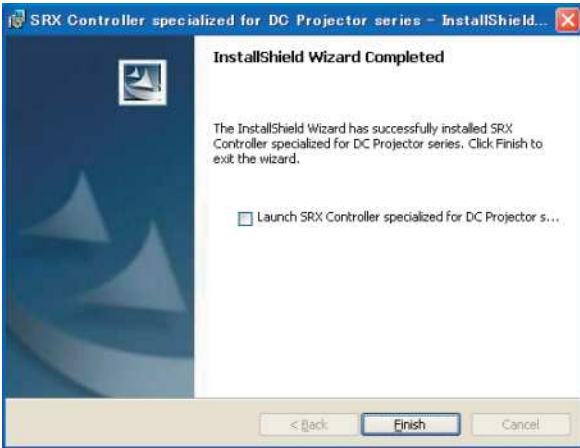 SRX Controller specialized for DC Projector series - InstallShield...
InstallShield Wizard Completed
The InstallShield Wizard has successfully installed SRX
Controller specialized for DC Projector series. Click Finish to
exit the wizard.
Launch SRX Controller specialized for DC Projector s...
< Back
Finish
Cancel